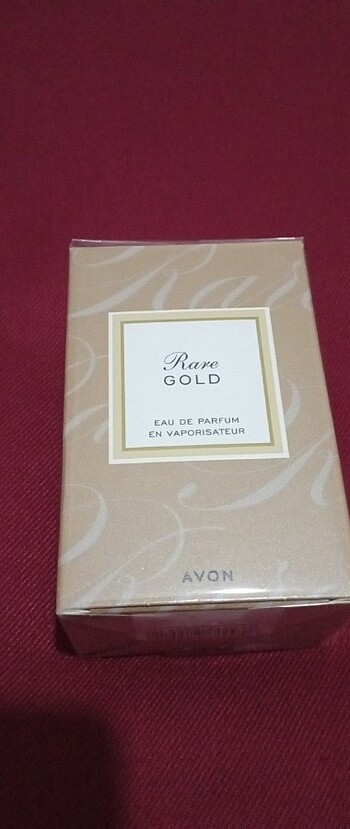 Rare
GOLD
EAU DE PARFUM
EN VAPORISATEUR
AVON